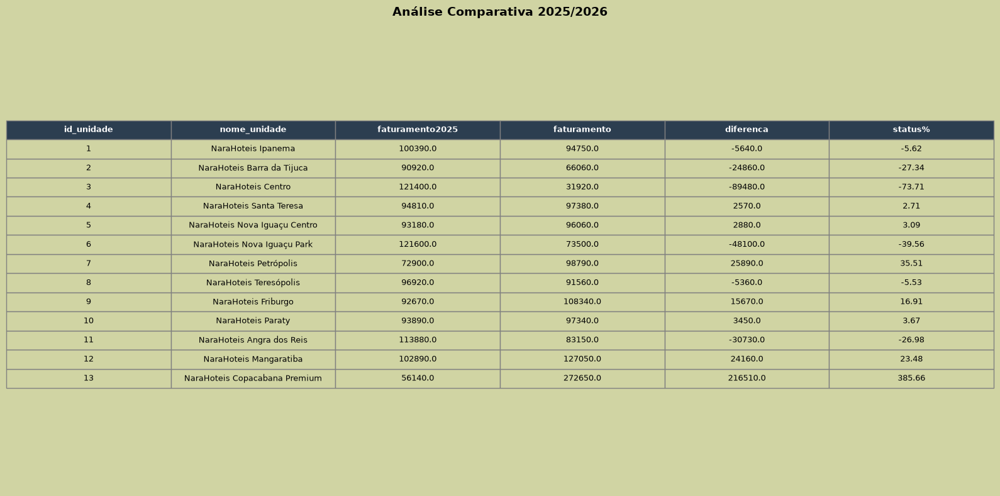 Análise Comparativa 2025/2026
id_unidade nome_unidade faturamento2025 faturamento diferenca status%
1 NaraHoteis Ipanema 100390.0 94750.0 -5640.0 -5.62
2 NaraHoteis Barra da Tijuca 90920.0 66060.0 -24860.0 -27.34
3 NaraHoteis Centro 121400.0 31920.0 -89480.0 -73.71
4 NaraHoteis Santa Teresa 94810.0 97380.0 2570.0 2.71
5 NaraHoteis Nova Iguaçu Centro 93180.0 96060.0 2880.0 3.09
6 NaraHoteis Nova Iguaçu Park 121600.0 73500.0 -48100.0 -39.56
7 NaraHoteis Petrópolis 72900.0 98790.0 25890.0 35.51
8 NaraHoteis Teresópolis 96920.0 91560.0 -5360.0 -5.53
9 NaraHoteis Friburgo 92670.0 108340.0 15670.0 16.91
10 NaraHoteis Paraty 93890.0 97340.0 3450.0 3.67
11 NaraHoteis Angra dos Reis 113880.0 83150.0 -30730.0 -26.98
12 NaraHoteis Mangaratiba 102890.0 127050.0 24160.0 23.48
13 NaraHoteis Copacabana Premium 56140.0 272650.0 216510.0 385.66